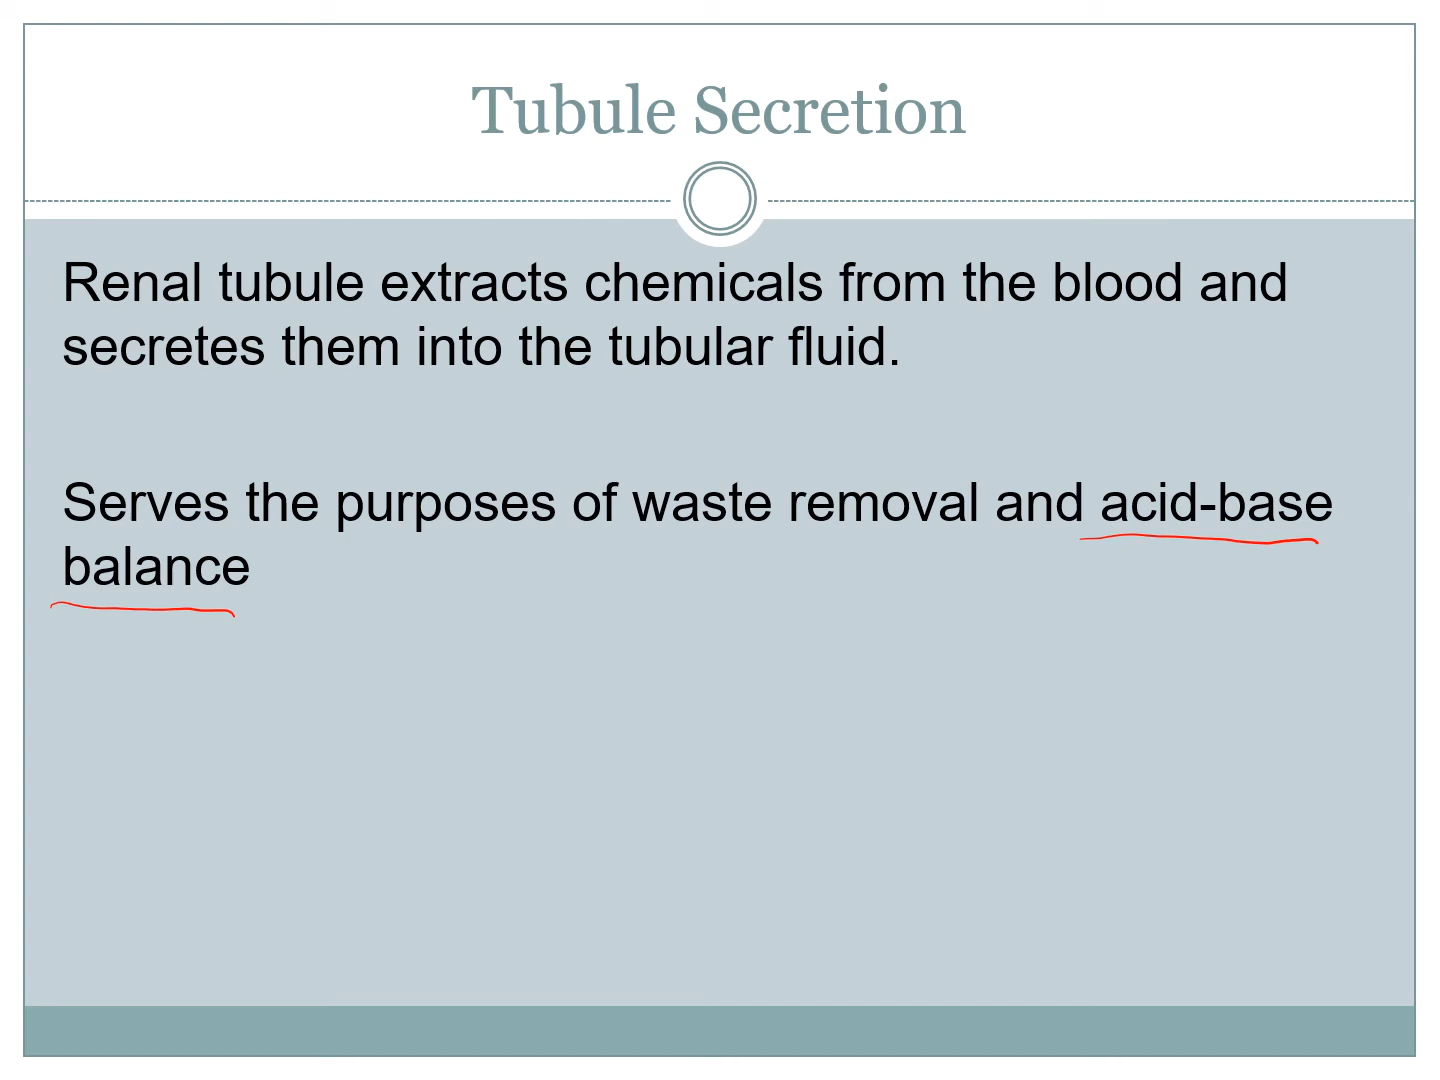 Tubule Secretion
Renal tubule extracts chemicals from the blood and
secretes them into the tubular fluid.
Serves the purposes of waste removal and acid-base
balance